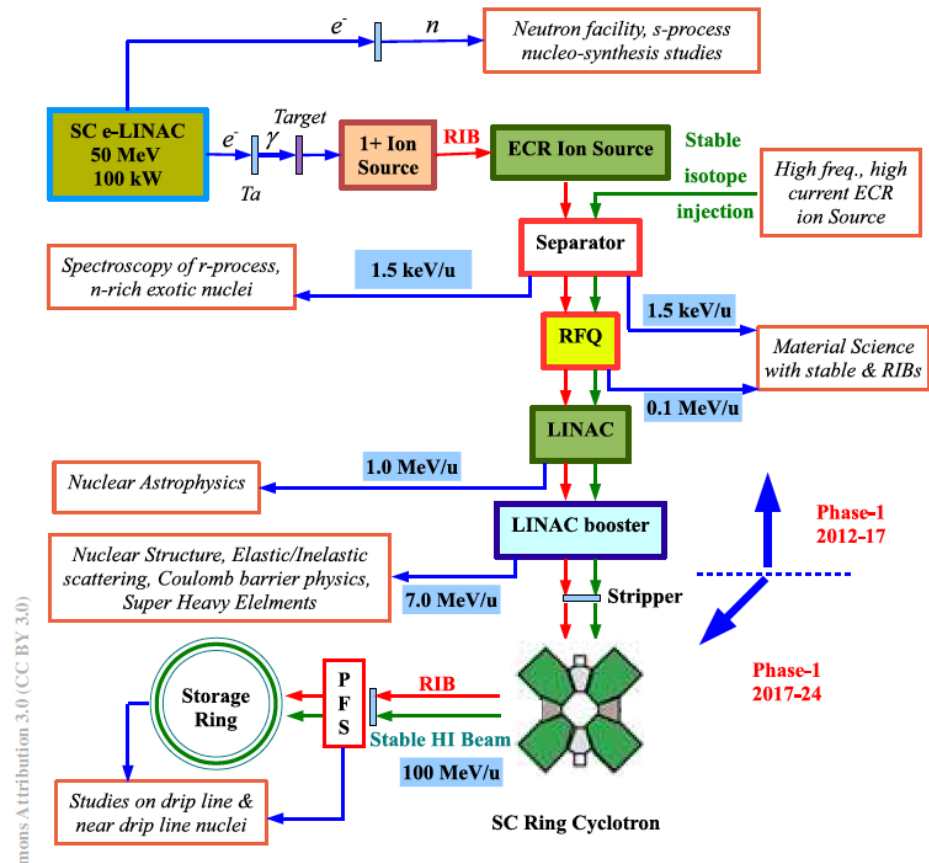 e-
n
Neutron facility, s-process
nucleo-synthesis studies
SC e-LINAC
50 MeV
100 kW
e-
γ
Target
Ta
1+ Ion
Source
RIB
ECR Ion Source
Stable
isotope
injection
High freq., high
current ECR
ion Source
Separator
Spectroscopy of r-process,
n-rich exotic nuclei
1.5 keV/u
1.5 keV/u
RFQ
Material Science
with stable & RIBs
0.1 MeV/u
LINAC
1.0 MeV/u
Nuclear Astrophysics
LINAC booster
Phase-1
2012-17
Nuclear Structure, Elastic/Inelastic
scattering, Coulomb barrier physics,
Super Heavy Elelments
7.0 MeV/u
Stripper
Phase-1
2017-24
Storage
Ring
P
F
S
RIB
Stable HI Beam
100 MeV/u
Studies on drip line &
near drip line nuclei
SC Ring Cyclotron
mons Attribution 3.0 (CC BY 3.0)